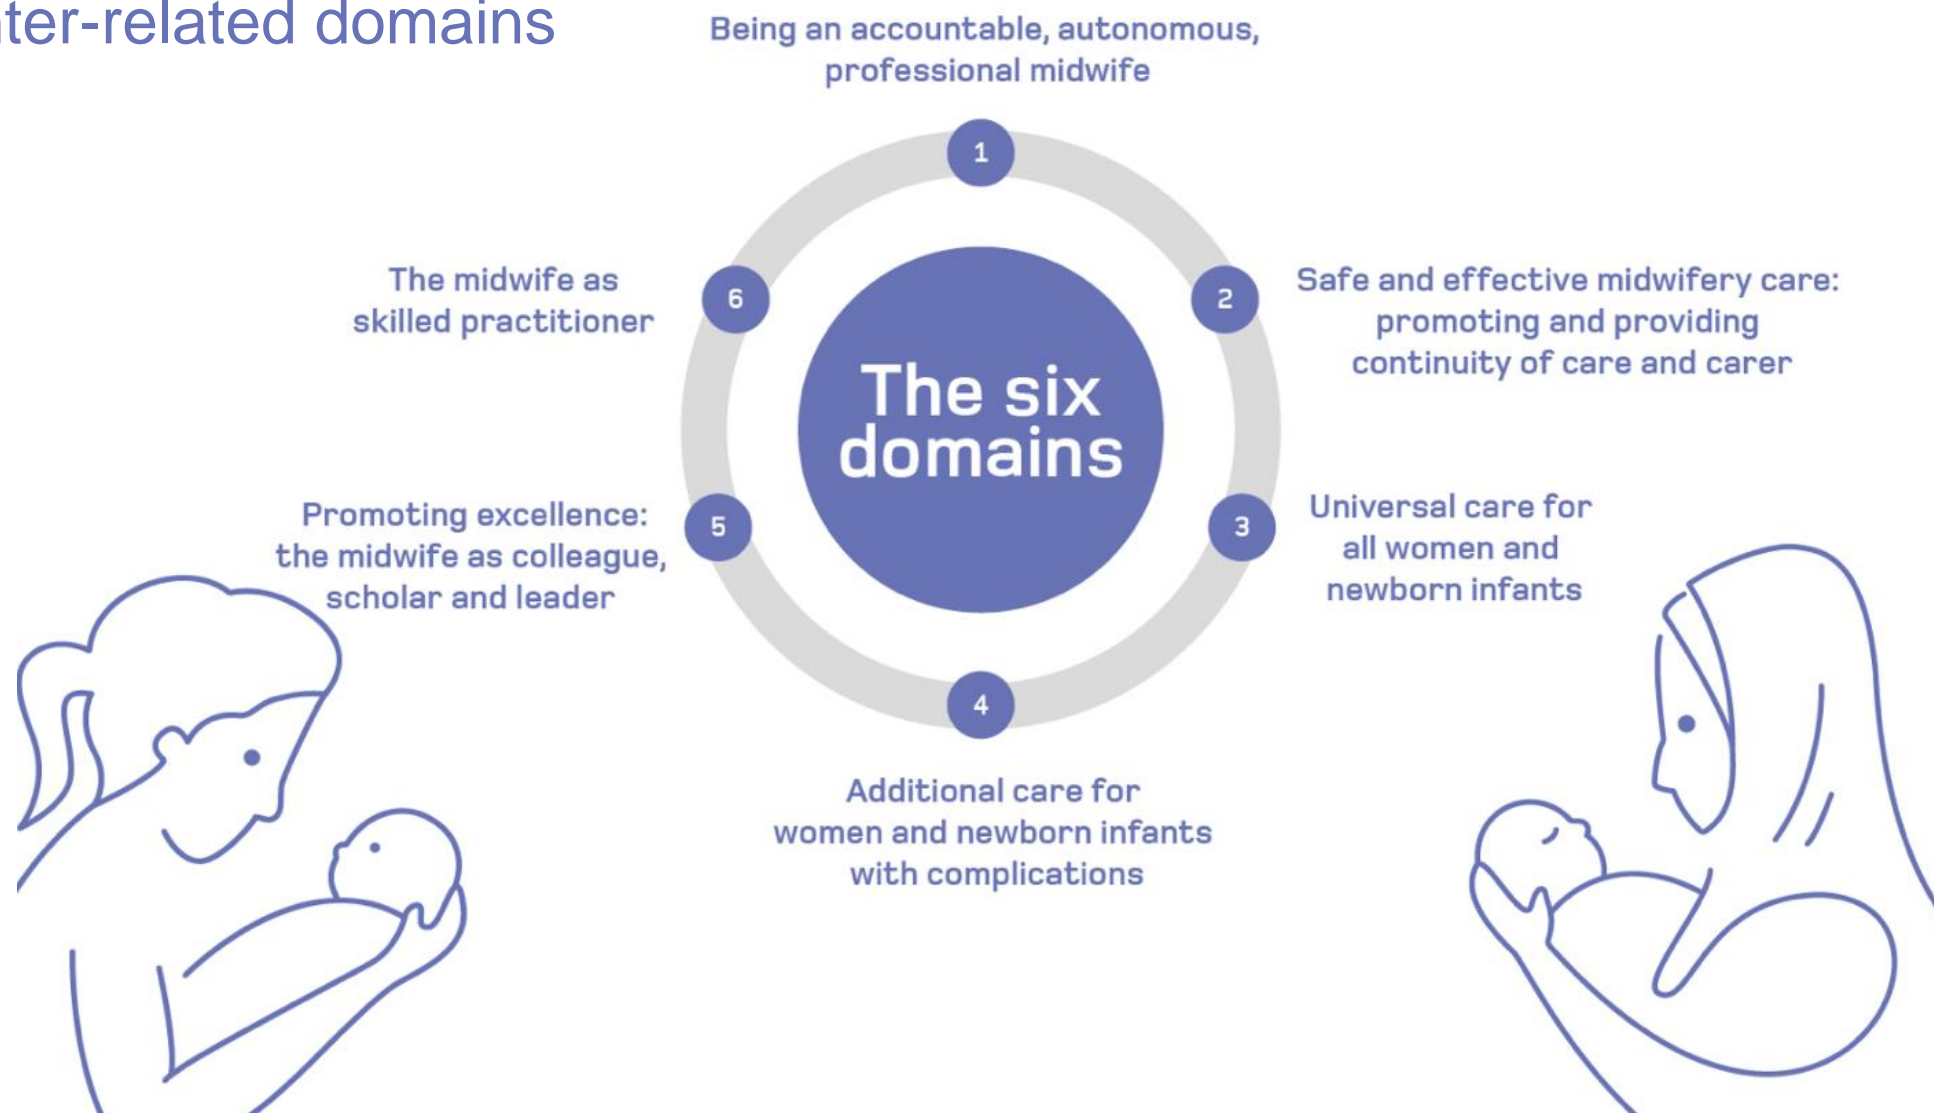 nter-related domains
Being an accountable, autonomous,
professional midwife
1
The midwife as
skilled practitioner
6
2
Safe and effective midwifery care:
promoting and providing
continuity of care and carer
The six
domains
Promoting excellence:
the midwife as colleague,
scholar and leader
5
3
Universal care for
all women and
newborn infants
4
Additional care for
women and newborn infants
with complications